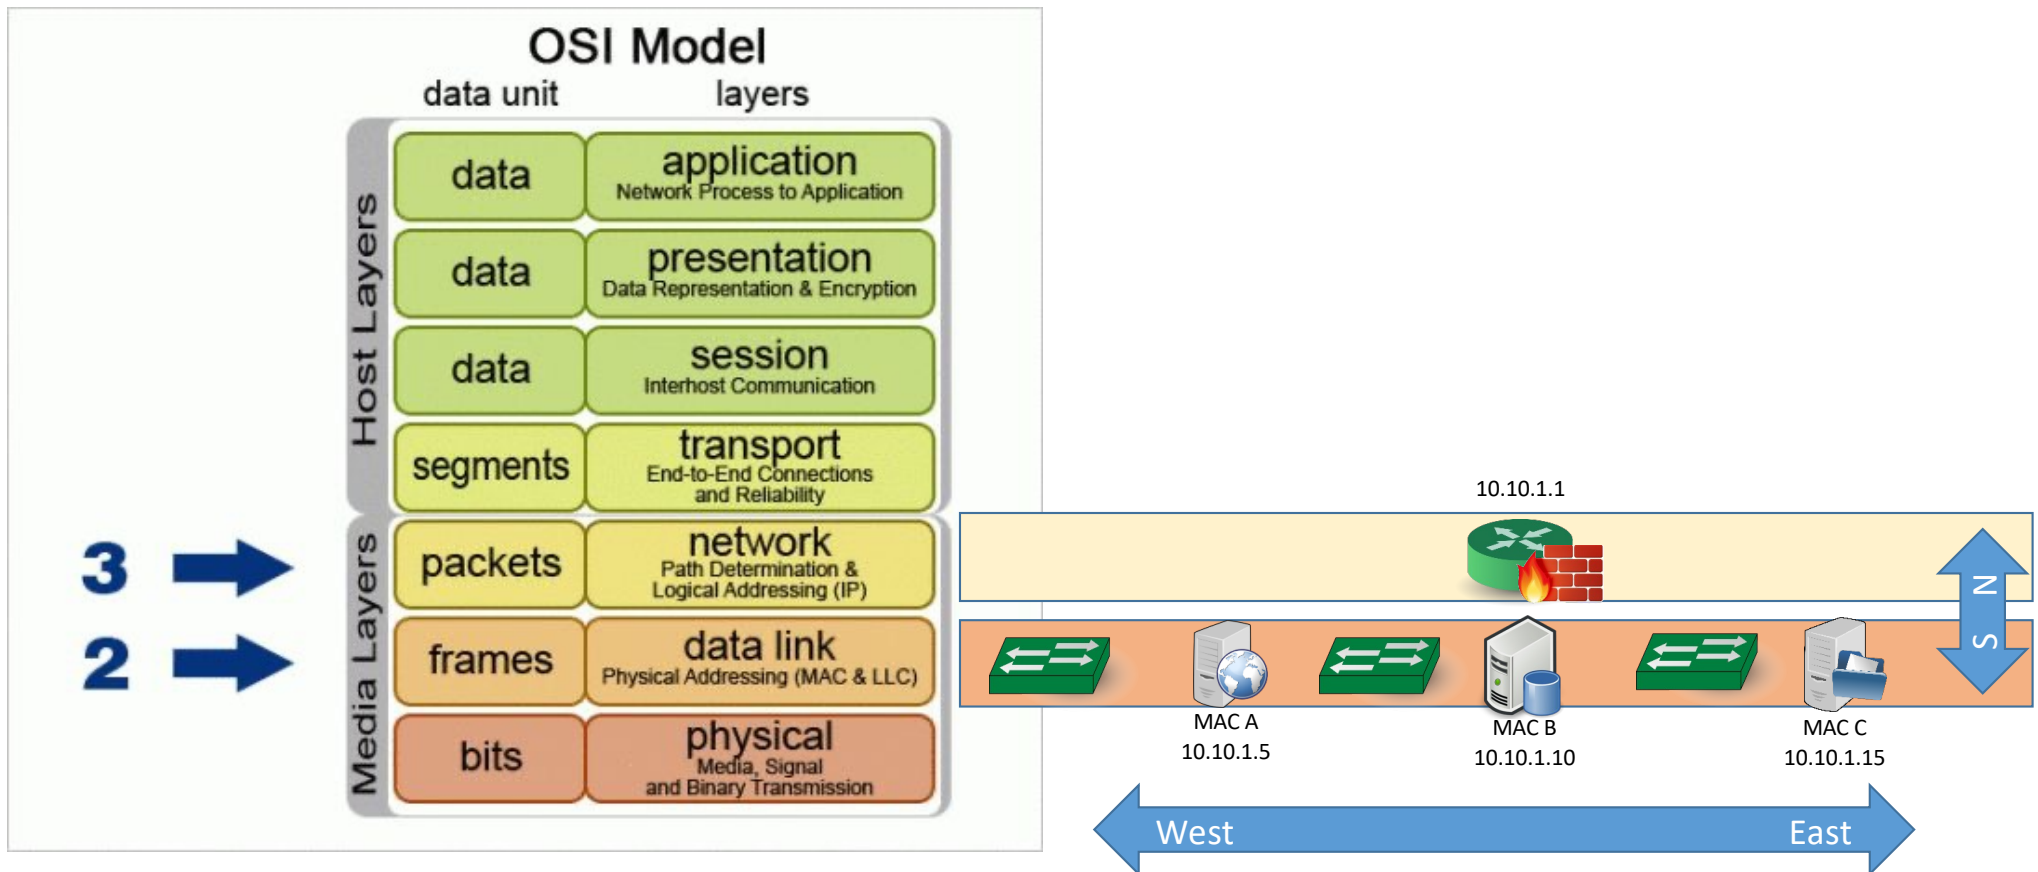 OSI Model
data unit
layers
Host Layers
data
application
Network Process to Application
data
presentation
Data Representation & Encryption
data
session
Interhost Communication
segments
transport
End-to-End Connections
and Reliability
Media Layers
3
packets
network
Path Determination &
Logical Addressing (IP)
2
frames
data link
Physical Addressing (MAC & LLC)
bits
physical
Media, Signal
and Binary Transmission
10.10.1.1
N
S
MAC A
10.10.1.5
MAC B
10.10.1.10
MAC C
10.10.1.15
West
East